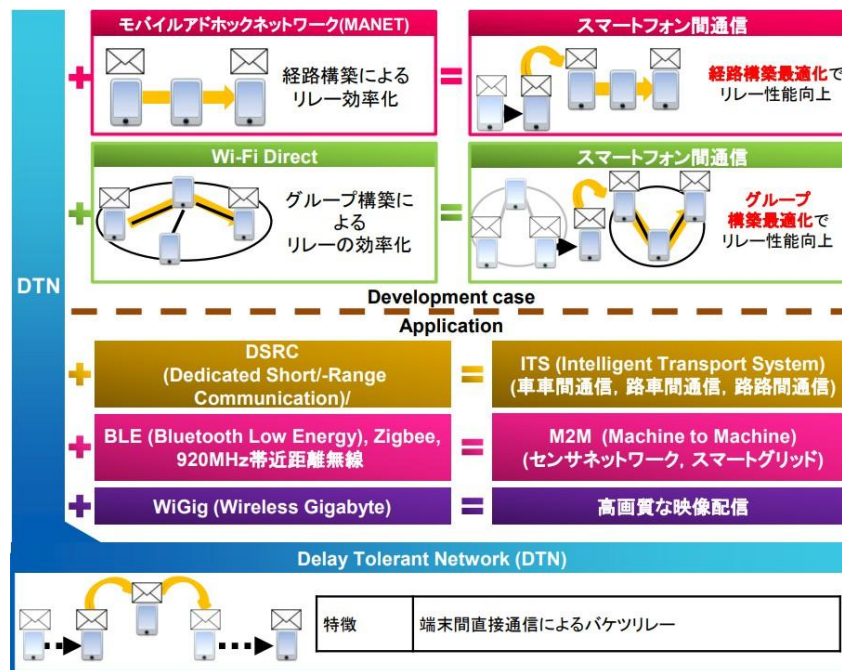 DTN
モバイルアドホックネットワーク(MANET)
経路構築による
リレー効率化
スマートフォン間通信
経路構築最適化で
リレー性能向上
Wi-Fi Direct
グループ構築に
よる
リレーの効率化
スマートフォン間通信
グループ
構築最適化で
リレー性能向上
Development case
Application
DSRC
(Dedicated Short/-Range
Communication)/
ITS (Intelligent Transport System)
(車車間通信, 路車間通信, 路路間通信)
BLE (Bluetooth Low Energy), Zigbee,
920MHz帯近距離無線
M2M (Machine to Machine)
(センサネットワーク, スマートグリッド)
WiGig (Wireless Gigabyte)
高画質な映像配信
Delay Tolerant Network (DTN)
特徴
端末間直接通信によるバケツリレー